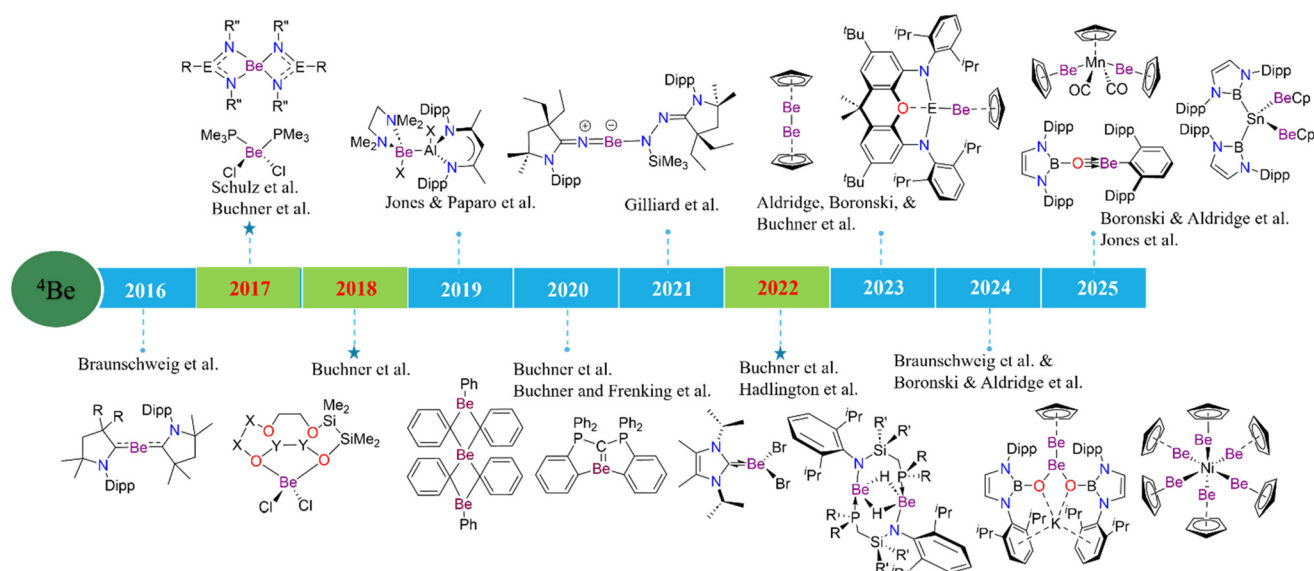 R"
R"
N
N
R
E
Be
E
R
N
N
R"
R"
Me3P
PMe3
Be
Cl
Cl
Schulz et al.
Buchner et al.
Dipp
NMe2
X
N
Me2N
Be
Al
X
N
Dipp
Jones & Paparo et al.
Dipp
N
⊕
⊖
N
N
Be
N
N
SiMe3
Dipp
Gilliard et al.
Be
Be
tBu
iPr
iPr
N
O
E
Be
N
tBu
iPr
iPr
Aldridge, Boronski, &
Buchner et al.
Be
Mn
Be
OC
CO
Dipp
N
B
N
Dipp
O
Be
Dipp
Dipp
N
Dipp
N
B
BeCp
Dipp
Sn
Dipp
BeCp
N
B
N
Dipp
Boronski & Aldridge et al.
Jones et al.
4Be
2016
2017
2018
2019
2020
2021
2022
2023
2024
2025
Braunschweig et al.
R
R
Dipp
N
Be
N
Dipp
Buchner et al.
Me2
Si
SiMe2
X
X
O
O
O
Y
Y
O
Be
Cl
Cl
Ph
Be
Be
Be
Ph
Buchner et al.
Buchner and Frenking et al.
Ph2
Ph2
P
C
P
Be
Buchner et al.
Hadlington et al.
N
N
Be
Br
Br
iPr
R'
Si
R'
iPr
N
P
R
R
Be
H
H
Be
R
P
R
N
Si
R'
R'
iPr
iPr
Braunschweig et al. &
Boronski & Aldridge et al.
Dipp
Be
Dipp
N
Be
N
B
O
O
B
N
N
iPr
iPr
K
iPr
iPr
Be
Be
Be
Ni
Be
Be
Be